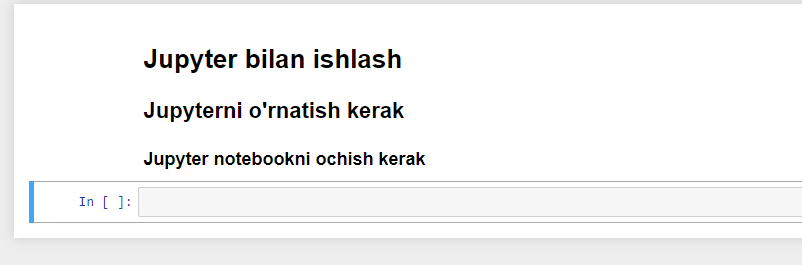 Jupyter bilan ishlash
Jupyterni o'rnatish kerak
Jupyter notebookni ochish kerak
In [ ]: